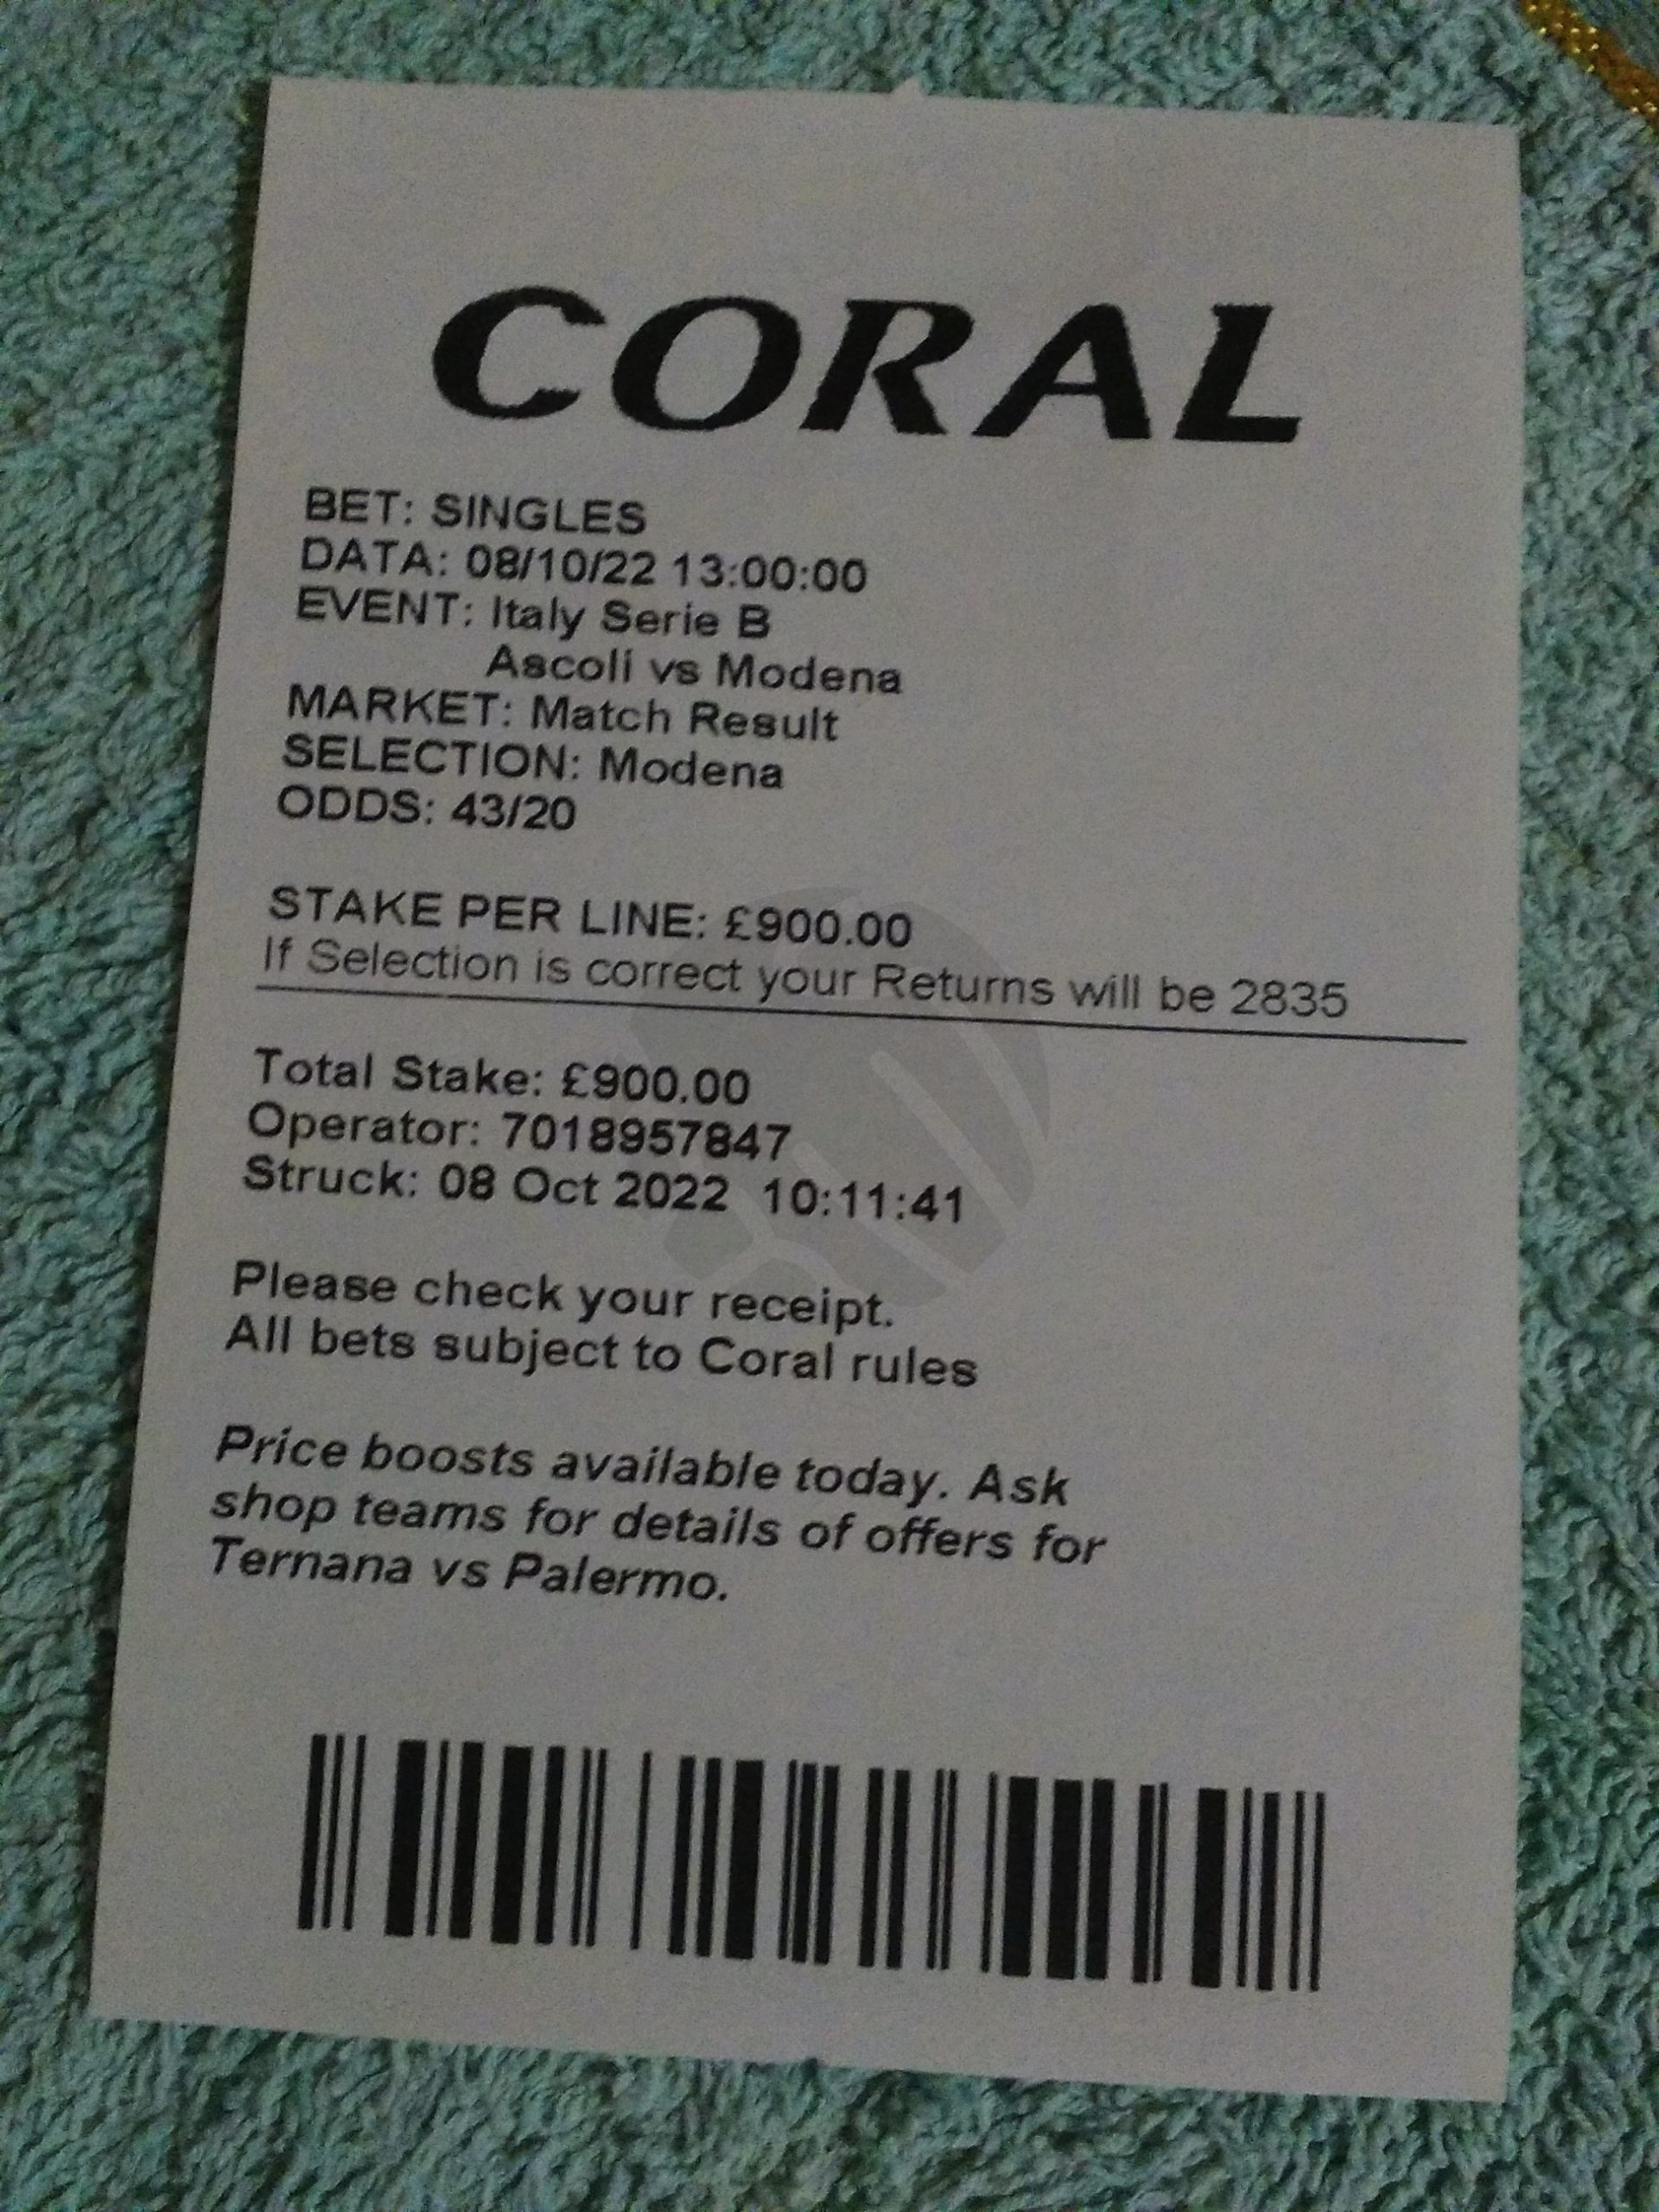 CORAL
BET: SINGLES
DATA: 08/10/22 13:00:00
EVENT: Italy Serie B
Ascoli vs Modena
MARKET: Match Result
SELECTION: Modena
ODDS: 43/20
STAKE PER LINE: £900.00
If Selection is correct your Returns will be 2835
Total Stake: £900.00
Operator: 7018957847
Struck: 08 Oct 2022 10:11:41
Please check your receipt.
All bets subject to Coral rules
Price boosts available today. Ask
shop teams for details of offers for
Ternana vs Palermo.